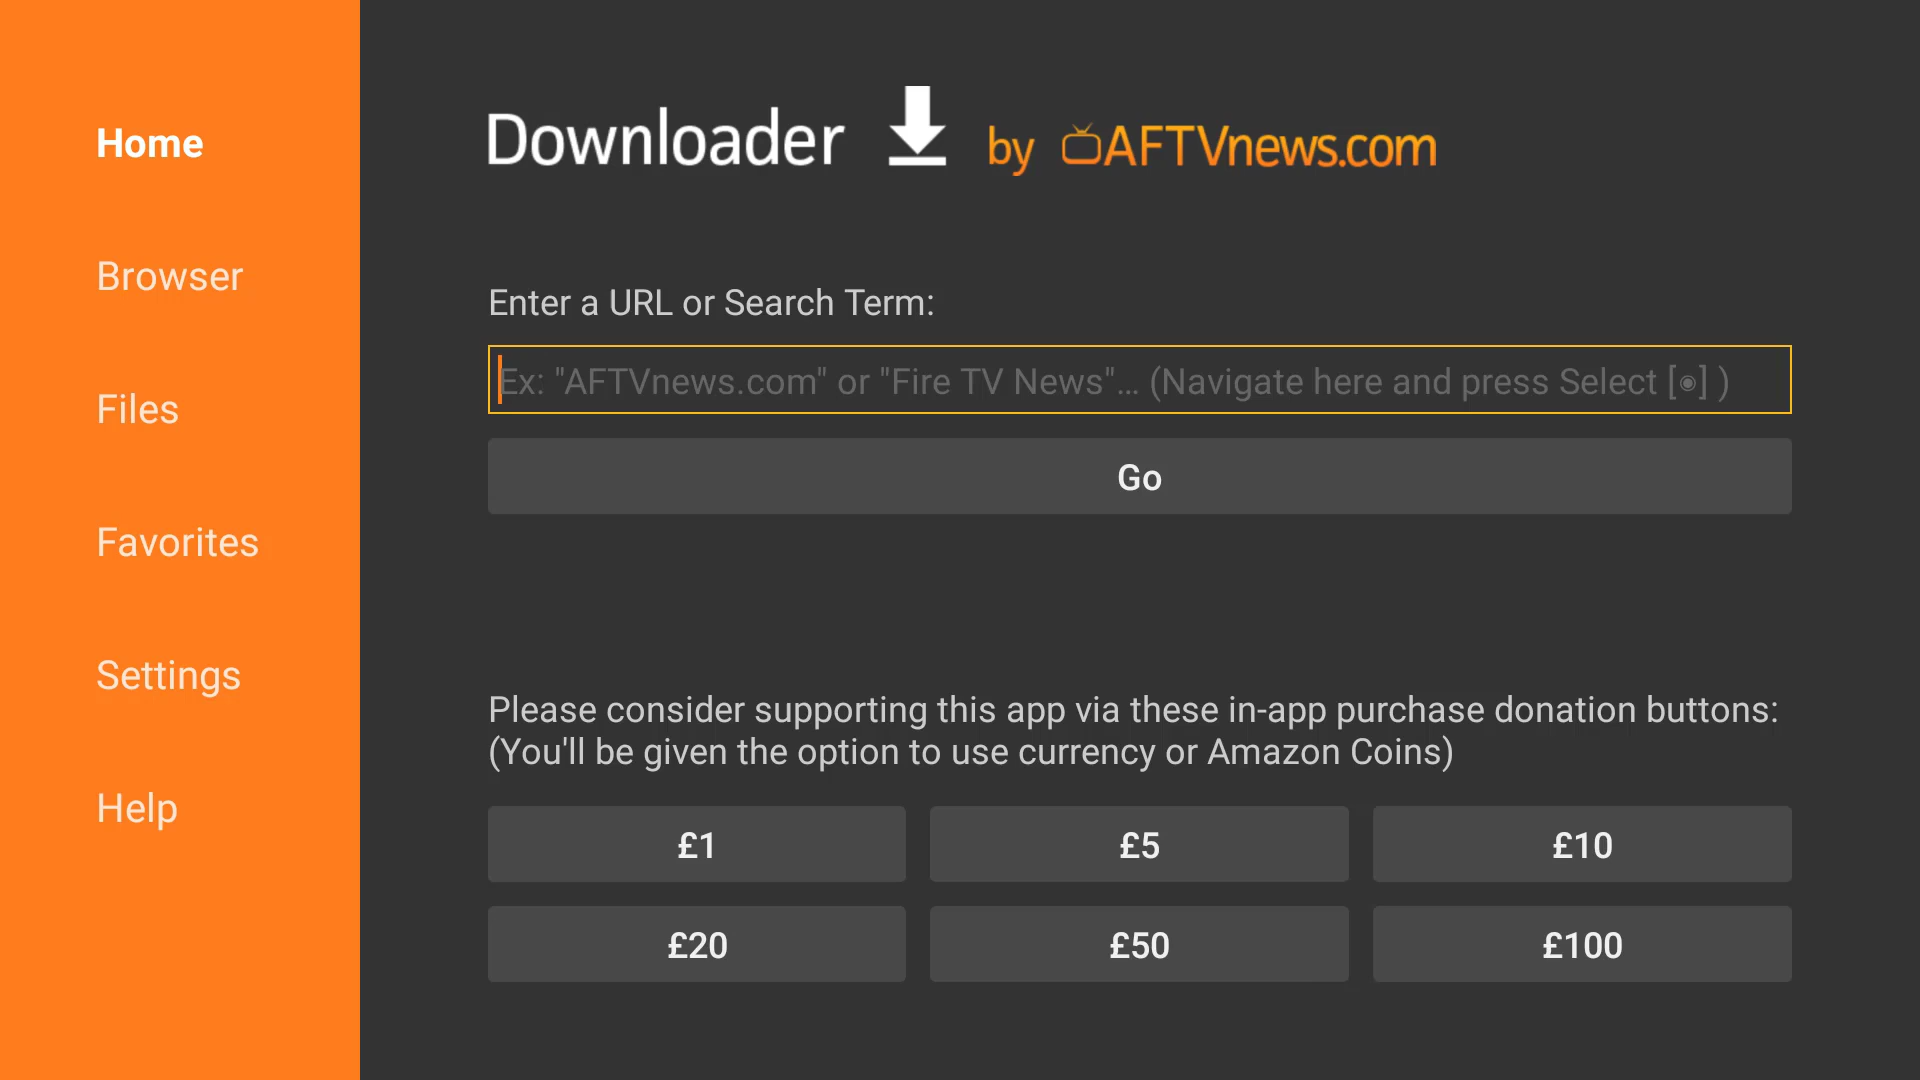 Home
Browser
Files
Favorites
Settings
Help
Downloader by AFTVnews.com
Enter a URL or Search Term:
Ex: "AFTVnews.com" or "Fire TV News"... (Navigate here and press Select [◉] )
Go
Please consider supporting this app via these in-app purchase donation buttons:
(You'll be given the option to use currency or Amazon Coins)
£1 £5 £10
£20 £50 £100